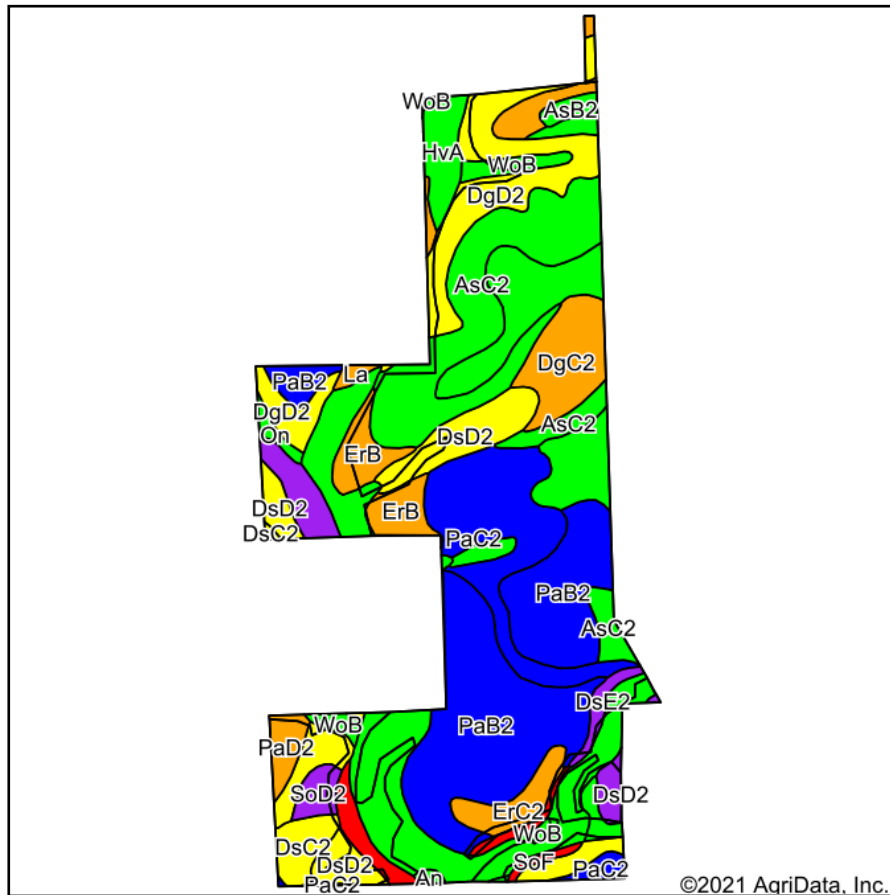 WoB
AsB2
HvA
WoB
DgD2
AsC2
DgC2
La
PaB2
DgD2
AsC2
On
DsD2
ErB
ErB
DsD2
DsC2
PaC2
PaB2
AsC2
DsE2
WoB
PaB2
PaD2
SoD2
DsD2
ErC2
WoB
DsC2
SoF
DsD2
PaC2
An
PaC2
©2021 AgriData, Inc.